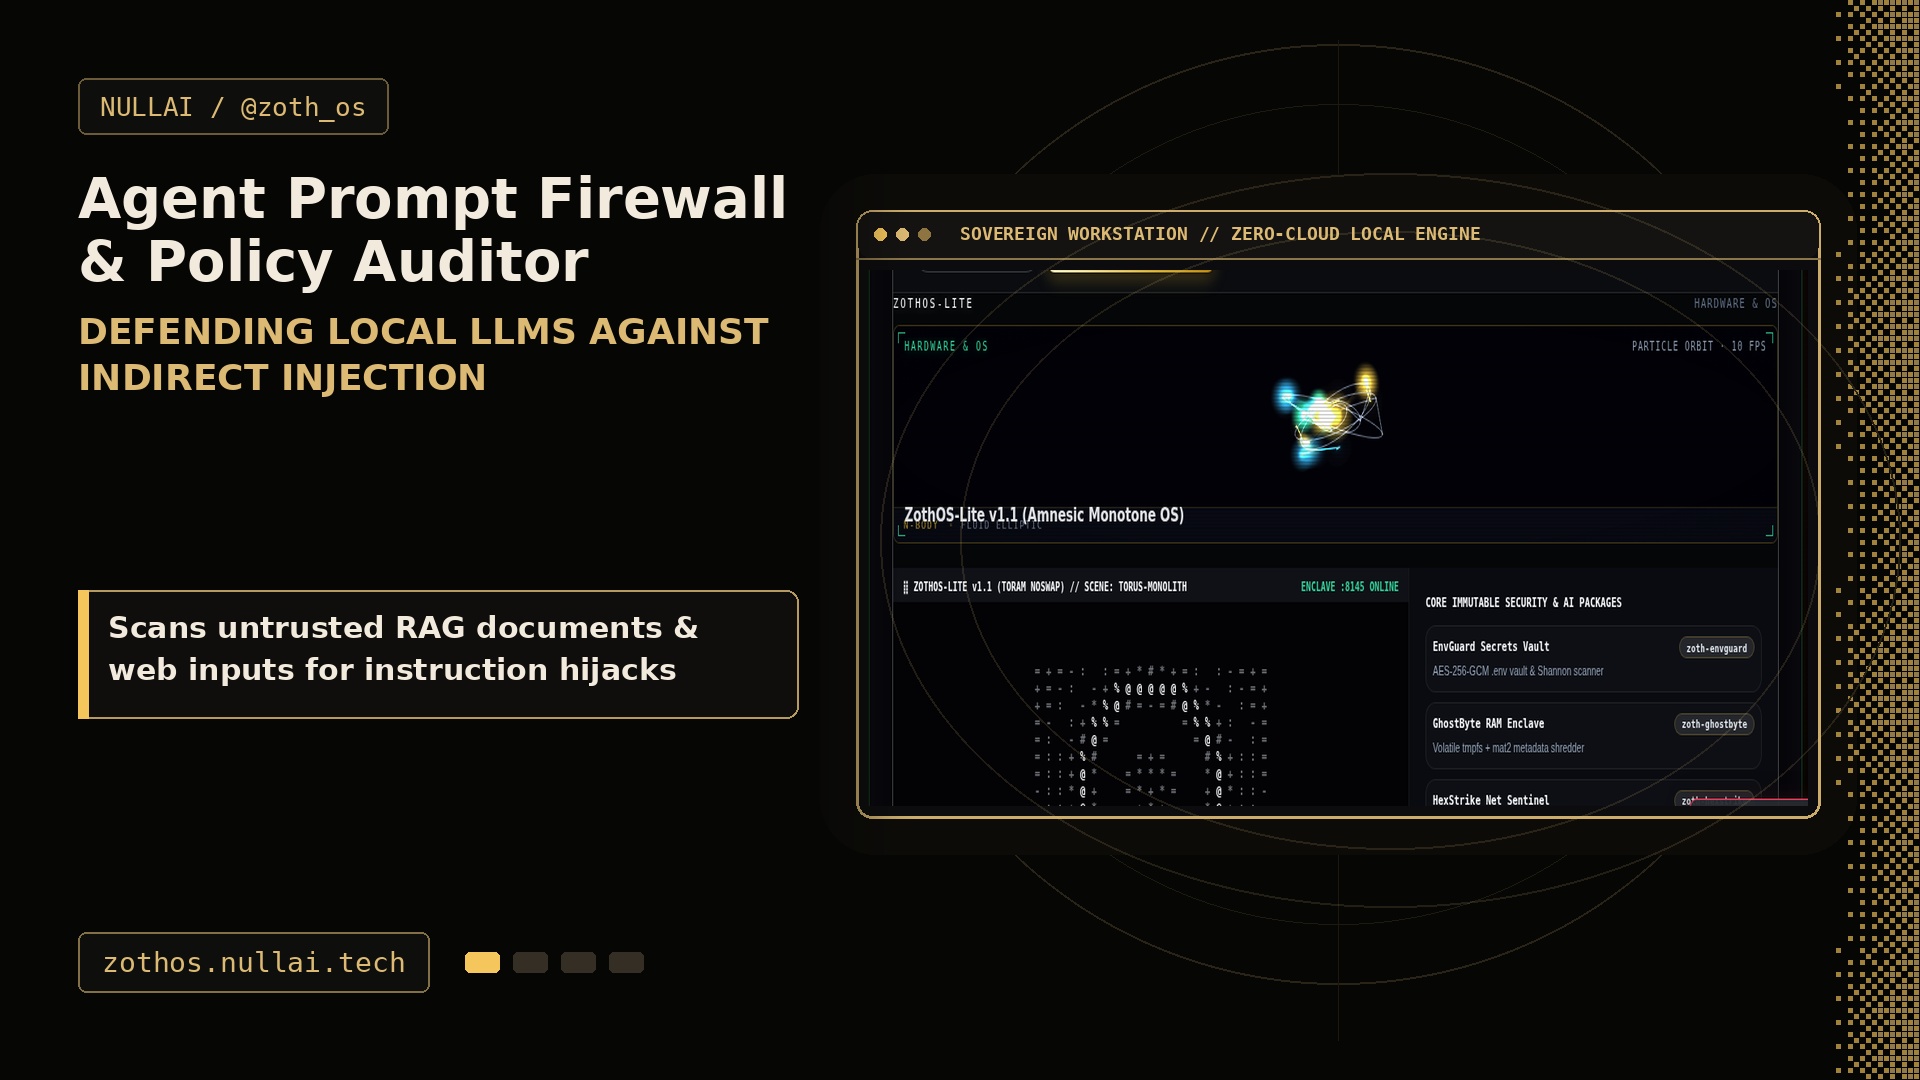 NULLAI / @zoth_os
Agent Prompt Firewall
& Policy Auditor
DEFENDING LOCAL LLMS AGAINST
INDIRECT INJECTION
Scans untrusted RAG documents &
web inputs for instruction hijacks
zothos.nullai.tech
SOVEREIGN WORKSTATION // ZERO-CLOUD LOCAL ENGINE
ZOTHOS-LITE
HARDWARE & OS
HARDWARE & OS
PARTICLE ORBIT · 10 FPS
ZothOS-Lite v1.1 (Amnesic Monotone OS)
N-BODY · FLUID ELLIPTIC
ZOTHOS-LITE v1.1 (TORAM NOSWAP) // SCENE: TORUS-MONOLITH
ENCLAVE :8145 ONLINE
CORE IMMUTABLE SECURITY & AI PACKAGES
EnvGuard Secrets Vault
zoth-envguard
AES-256-GCM .env vault & Shannon scanner
GhostByte RAM Enclave
zoth-ghostbyte
Volatile tmpfs + mat2 metadata shredder
HexStrike Net Sentinel